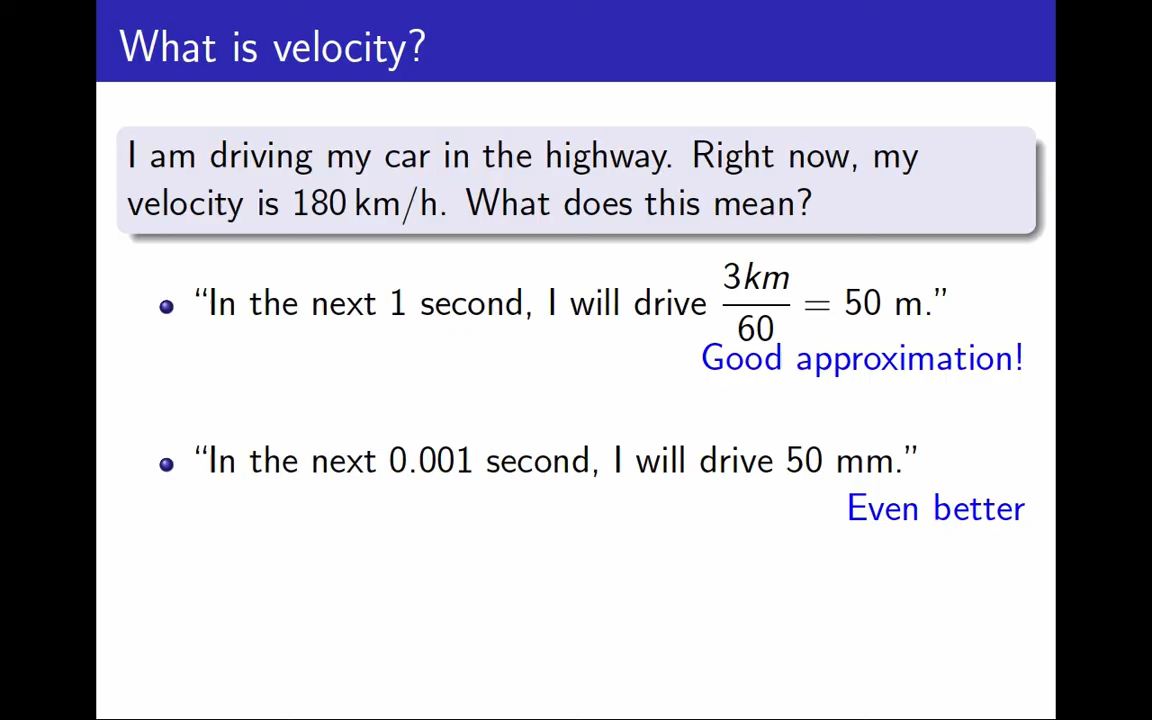 What is velocity?
I am driving my car in the highway. Right now, my
velocity is 180 km/h. What does this mean?
“In the next 1 second, I will drive 3km/60 = 50 m.”
Good approximation!
“In the next 0.001 second, I will drive 50 mm.”
Even better